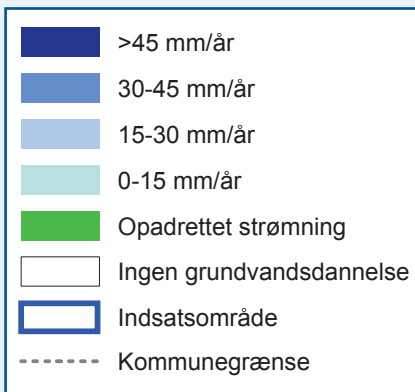 >45 mm/år
30-45 mm/år
15-30 mm/år
0-15 mm/år
Opadrettet strømning
Ingen grundvandsdannelse
Indsatsområde
Kommunegrænse